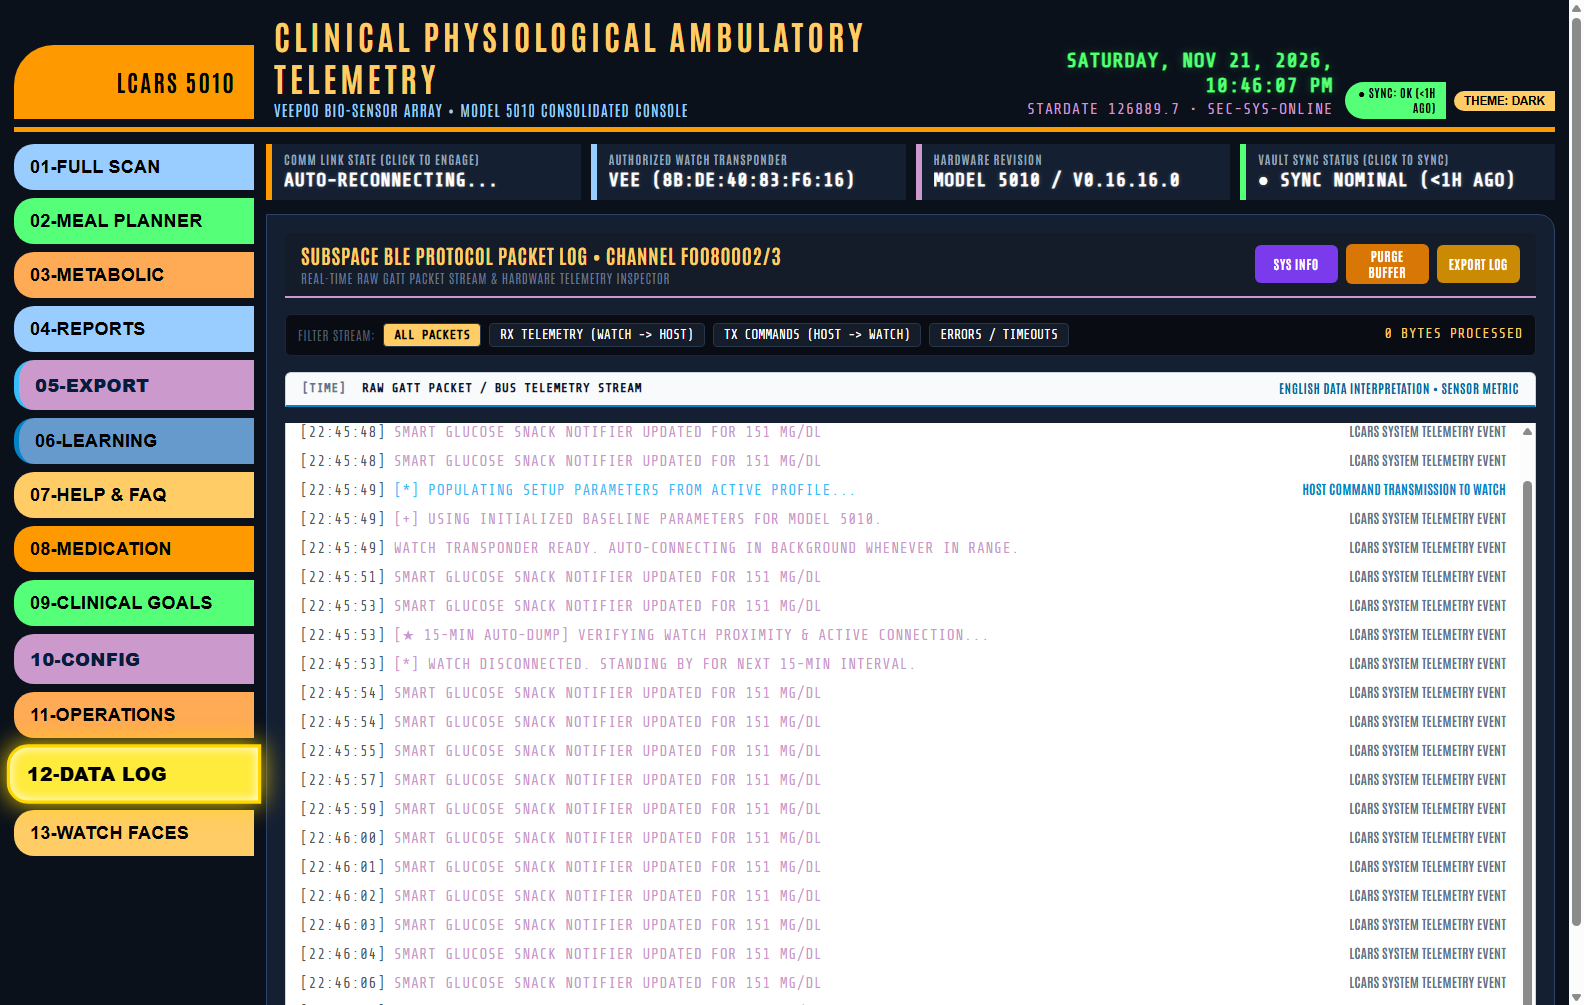 LCARS 5010
CLINICAL PHYSIOLOGICAL AMBULATORY
TELEMETRY
VEEPOO BIO-SENSOR ARRAY • MODEL 5010 CONSOLIDATED CONSOLE
SATURDAY, NOV 21, 2026,
10:46:07 PM
STARDATE 126889.7 · SEC-SYS-ONLINE
● SYNC: OK (<1H
AGO)
THEME: DARK
01-FULL SCAN
02-MEAL PLANNER
03-METABOLIC
04-REPORTS
05-EXPORT
06-LEARNING
07-HELP & FAQ
08-MEDICATION
09-CLINICAL GOALS
10-CONFIG
11-OPERATIONS
12-DATA LOG
13-WATCH FACES
COMM LINK STATE (CLICK TO ENGAGE)
AUTO-RECONNECTING...
AUTHORIZED WATCH TRANSPONDER
VEE (8B:DE:40:83:F6:16)
HARDWARE REVISION
MODEL 5010 / V0.16.16.0
VAULT SYNC STATUS (CLICK TO SYNC)
● SYNC NOMINAL (<1H AGO)
SUBSPACE BLE PROTOCOL PACKET LOG • CHANNEL F0080002/3
REAL-TIME RAW GATT PACKET STREAM & HARDWARE TELEMETRY INSPECTOR
SYS INFO
PURGE
BUFFER
EXPORT LOG
FILTER STREAM: ALL PACKETS RX TELEMETRY (WATCH -> HOST) TX COMMANDS (HOST -> WATCH) ERRORS / TIMEOUTS 0 BYTES PROCESSED
[TIME] RAW GATT PACKET / BUS TELEMETRY STREAM ENGLISH DATA INTERPRETATION • SENSOR METRIC
[22:45:48] SMART GLUCOSE SNACK NOTIFIER UPDATED FOR 151 MG/DL LCARS SYSTEM TELEMETRY EVENT
[22:45:48] SMART GLUCOSE SNACK NOTIFIER UPDATED FOR 151 MG/DL LCARS SYSTEM TELEMETRY EVENT
[22:45:49] [*] POPULATING SETUP PARAMETERS FROM ACTIVE PROFILE... HOST COMMAND TRANSMISSION TO WATCH
[22:45:49] [+] USING INITIALIZED BASELINE PARAMETERS FOR MODEL 5010. LCARS SYSTEM TELEMETRY EVENT
[22:45:49] WATCH TRANSPONDER READY. AUTO-CONNECTING IN BACKGROUND WHENEVER IN RANGE. LCARS SYSTEM TELEMETRY EVENT
[22:45:51] SMART GLUCOSE SNACK NOTIFIER UPDATED FOR 151 MG/DL LCARS SYSTEM TELEMETRY EVENT
[22:45:53] SMART GLUCOSE SNACK NOTIFIER UPDATED FOR 151 MG/DL LCARS SYSTEM TELEMETRY EVENT
[22:45:53] [★ 15-MIN AUTO-DUMP] VERIFYING WATCH PROXIMITY & ACTIVE CONNECTION... LCARS SYSTEM TELEMETRY EVENT
[22:45:53] [*] WATCH DISCONNECTED. STANDING BY FOR NEXT 15-MIN INTERVAL. LCARS SYSTEM TELEMETRY EVENT
[22:45:54] SMART GLUCOSE SNACK NOTIFIER UPDATED FOR 151 MG/DL LCARS SYSTEM TELEMETRY EVENT
[22:45:54] SMART GLUCOSE SNACK NOTIFIER UPDATED FOR 151 MG/DL LCARS SYSTEM TELEMETRY EVENT
[22:45:55] SMART GLUCOSE SNACK NOTIFIER UPDATED FOR 151 MG/DL LCARS SYSTEM TELEMETRY EVENT
[22:45:57] SMART GLUCOSE SNACK NOTIFIER UPDATED FOR 151 MG/DL LCARS SYSTEM TELEMETRY EVENT
[22:45:59] SMART GLUCOSE SNACK NOTIFIER UPDATED FOR 151 MG/DL LCARS SYSTEM TELEMETRY EVENT
[22:46:00] SMART GLUCOSE SNACK NOTIFIER UPDATED FOR 151 MG/DL LCARS SYSTEM TELEMETRY EVENT
[22:46:01] SMART GLUCOSE SNACK NOTIFIER UPDATED FOR 151 MG/DL LCARS SYSTEM TELEMETRY EVENT
[22:46:02] SMART GLUCOSE SNACK NOTIFIER UPDATED FOR 151 MG/DL LCARS SYSTEM TELEMETRY EVENT
[22:46:03] SMART GLUCOSE SNACK NOTIFIER UPDATED FOR 151 MG/DL LCARS SYSTEM TELEMETRY EVENT
[22:46:04] SMART GLUCOSE SNACK NOTIFIER UPDATED FOR 151 MG/DL LCARS SYSTEM TELEMETRY EVENT
[22:46:06] SMART GLUCOSE SNACK NOTIFIER UPDATED FOR 151 MG/DL LCARS SYSTEM TELEMETRY EVENT